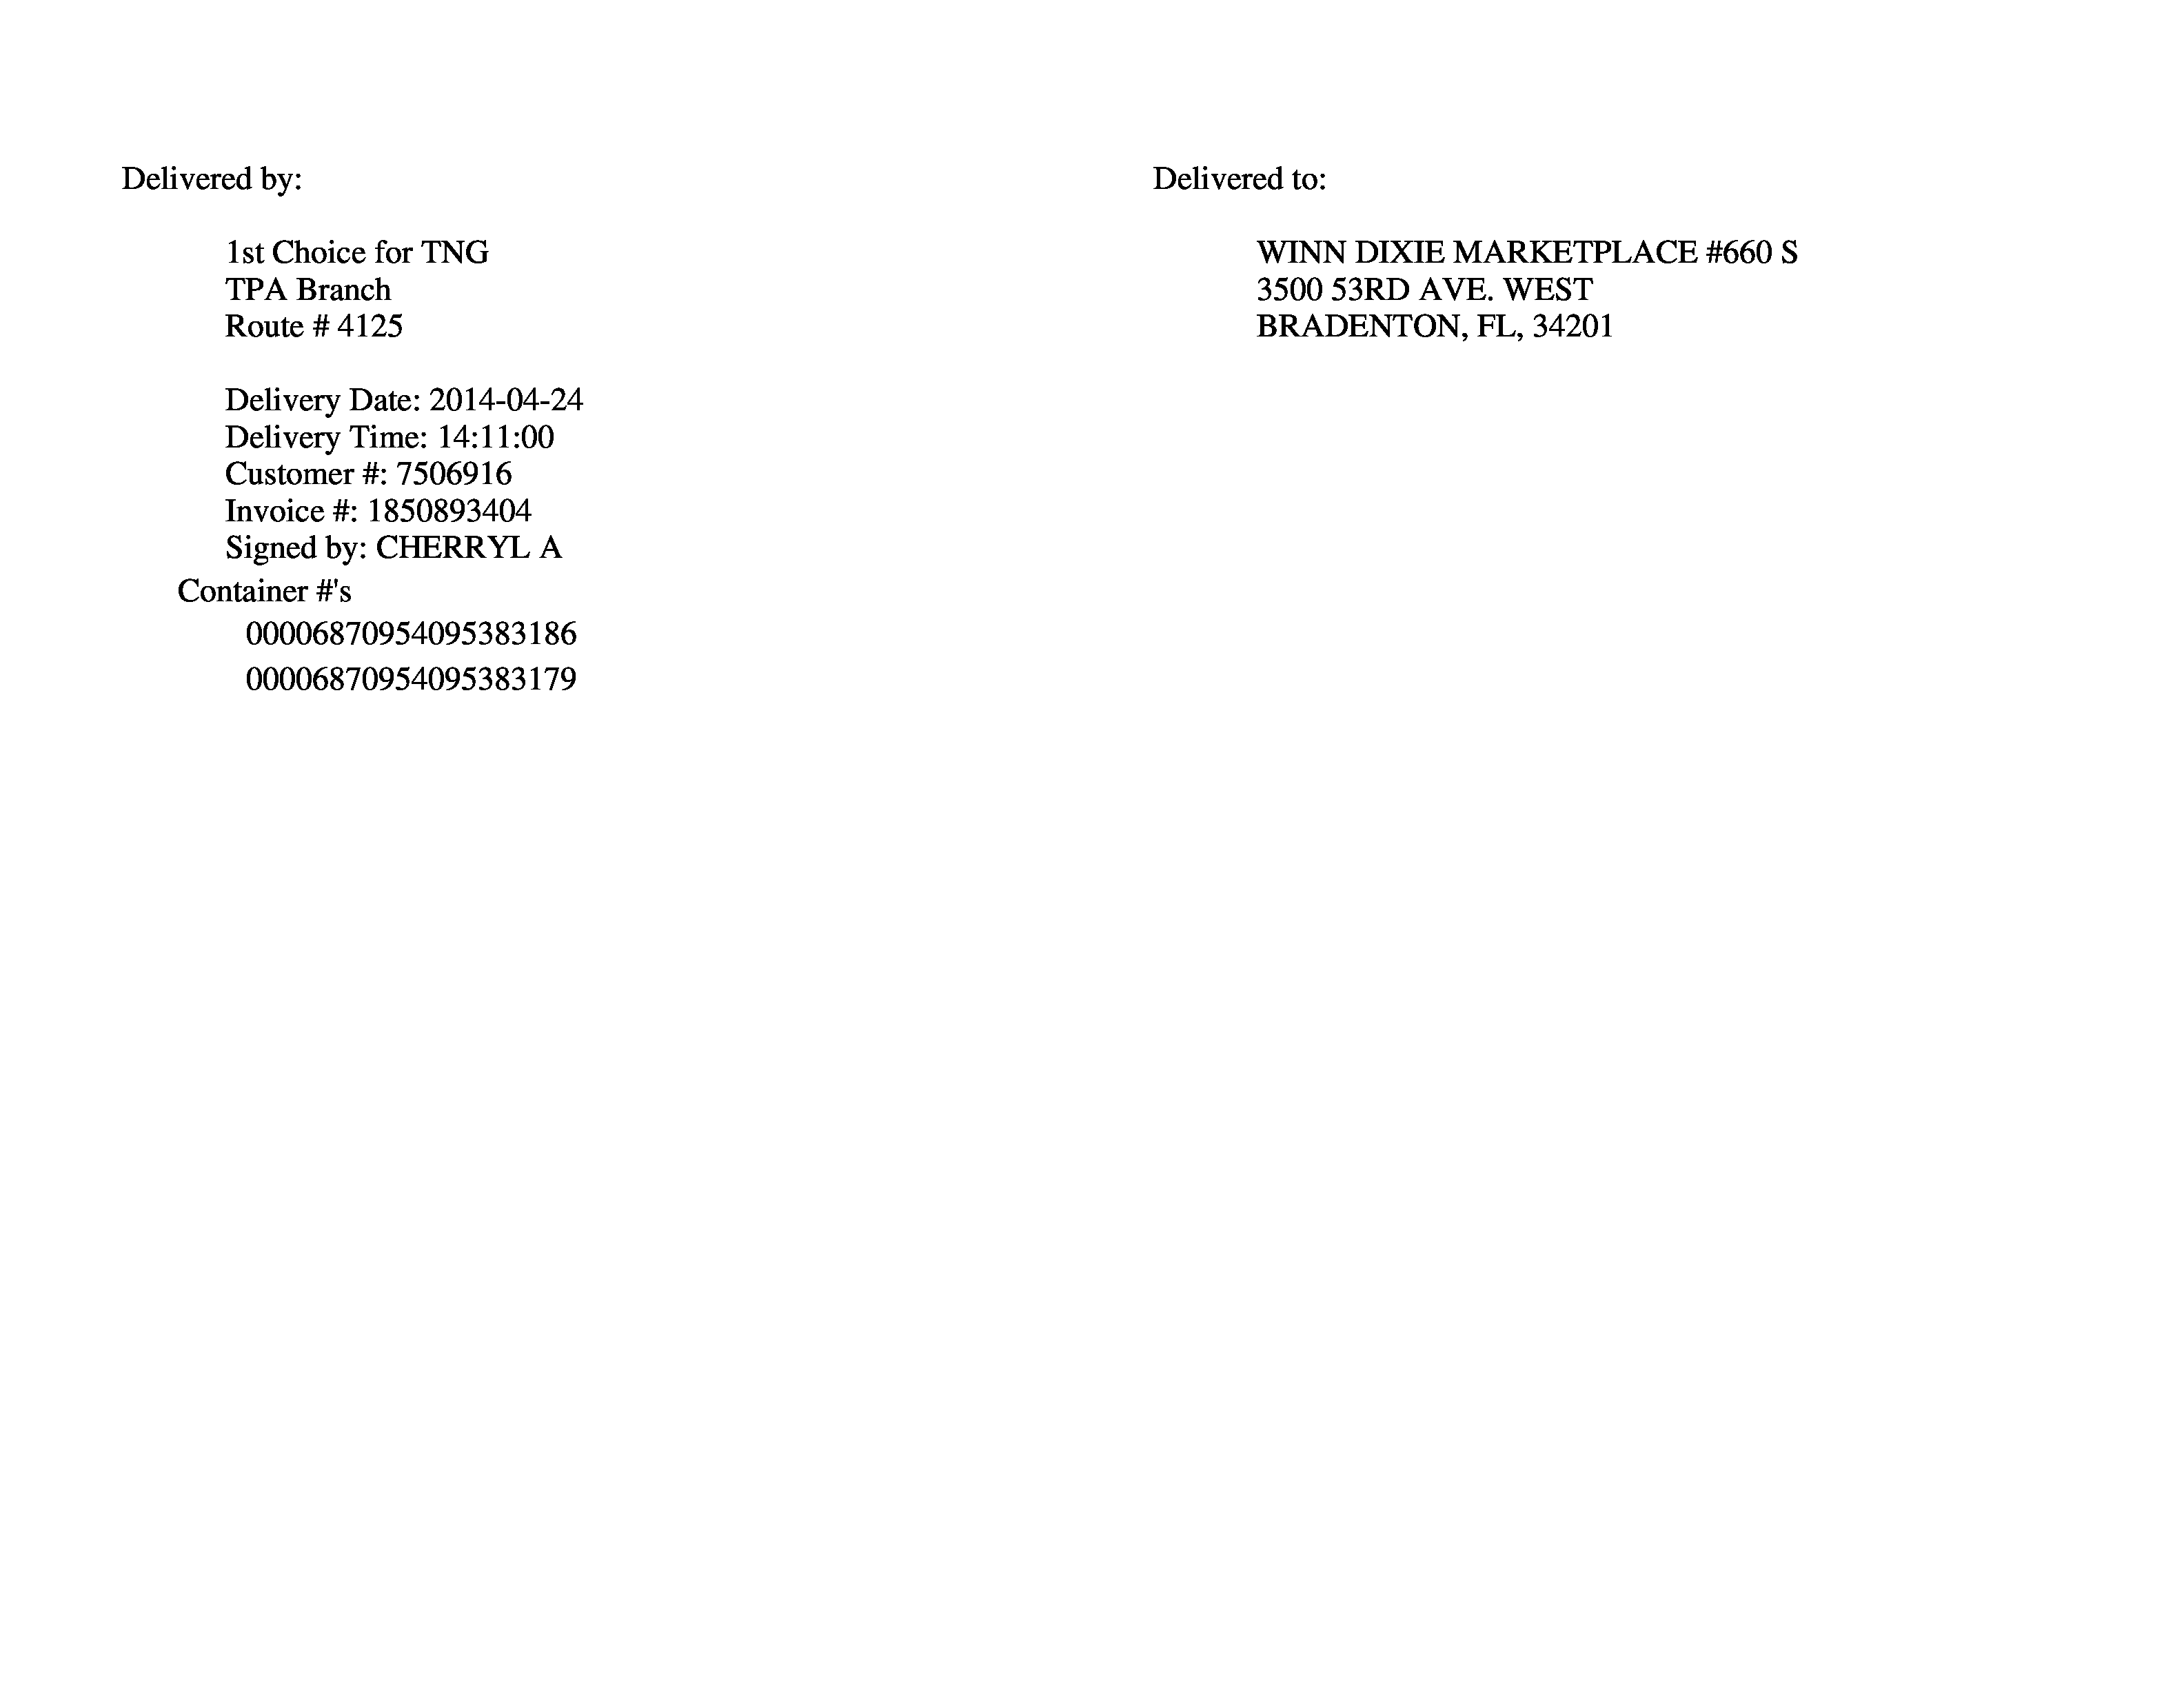 Delivered by:
1st Choice for TNG
TPA Branch
Route # 4125
Delivery Date: 2014-04-24
Delivery Time: 14:11:00
Customer #: 7506916
Invoice #: 1850893404
Signed by: CHERRYL A
Container #'s
00006870954095383186
00006870954095383179
Delivered to:
WINN DIXIE MARKETPLACE #660 S
3500 53RD AVE. WEST
BRADENTON, FL, 34201